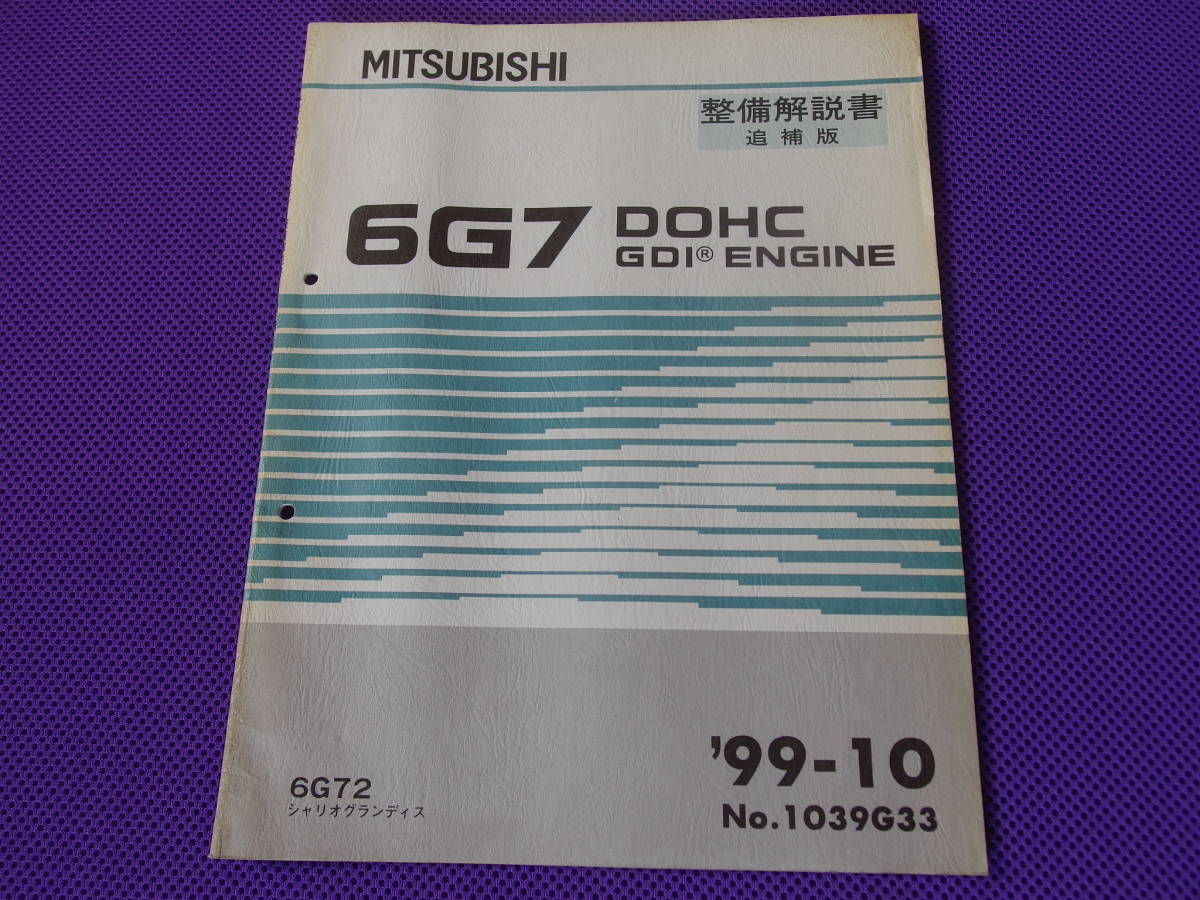 MITSUBISHI
整備解説書
追補版
6G7 DOHC
GDI® ENGINE
'99-10
6G72
シャリオグランディス
No.1039G33